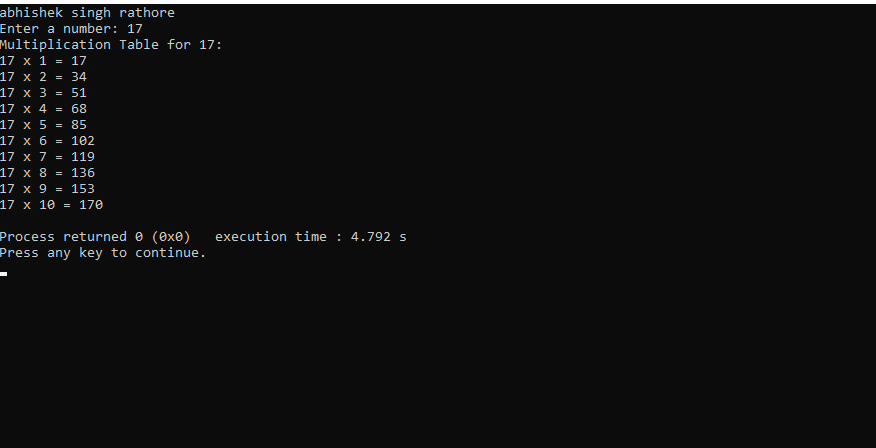 abhishek singh rathore
Enter a number: 17
Multiplication Table for 17:
17 x 1 = 17
17 x 2 = 34
17 x 3 = 51
17 x 4 = 68
17 x 5 = 85
17 x 6 = 102
17 x 7 = 119
17 x 8 = 136
17 x 9 = 153
17 x 10 = 170
Process returned 0 (0x0)   execution time : 4.792 s
Press any key to continue.